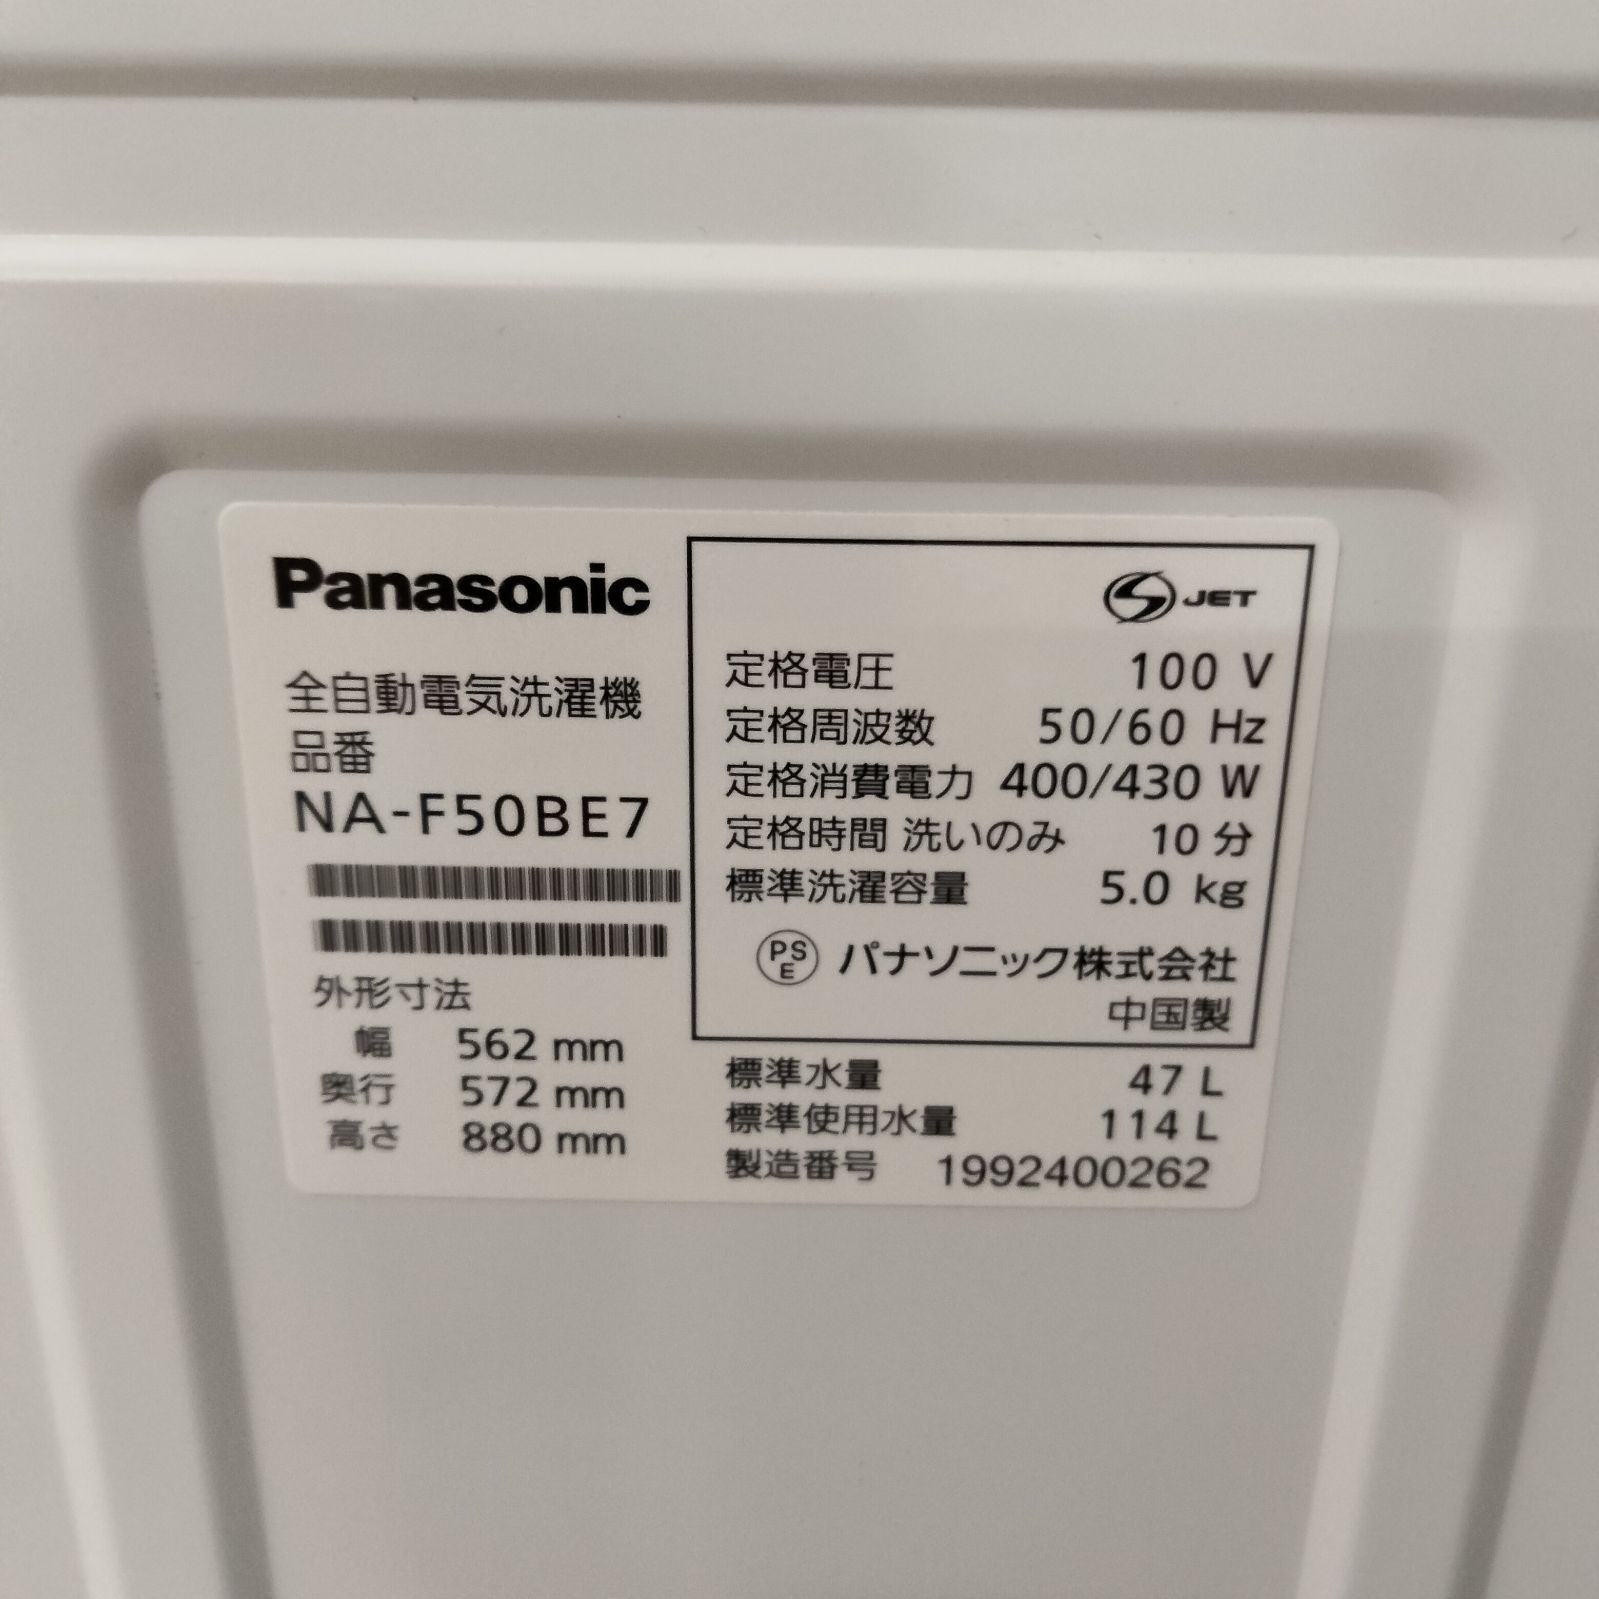 Panasonic
全自動電気洗濯機
品番
NA-F50BE7
外形寸法
幅 562 mm
奥行 572 mm
高さ 880 mm
JET
定格電圧 100 V
定格周波数 50/60 Hz
定格消費電力 400/430 W
定格時間 洗いのみ 10 分
標準洗濯容量 5.0 kg
PS
E パナソニック株式会社
中国製
標準水量 47 L
標準使用水量 114 L
製造番号 1992400262